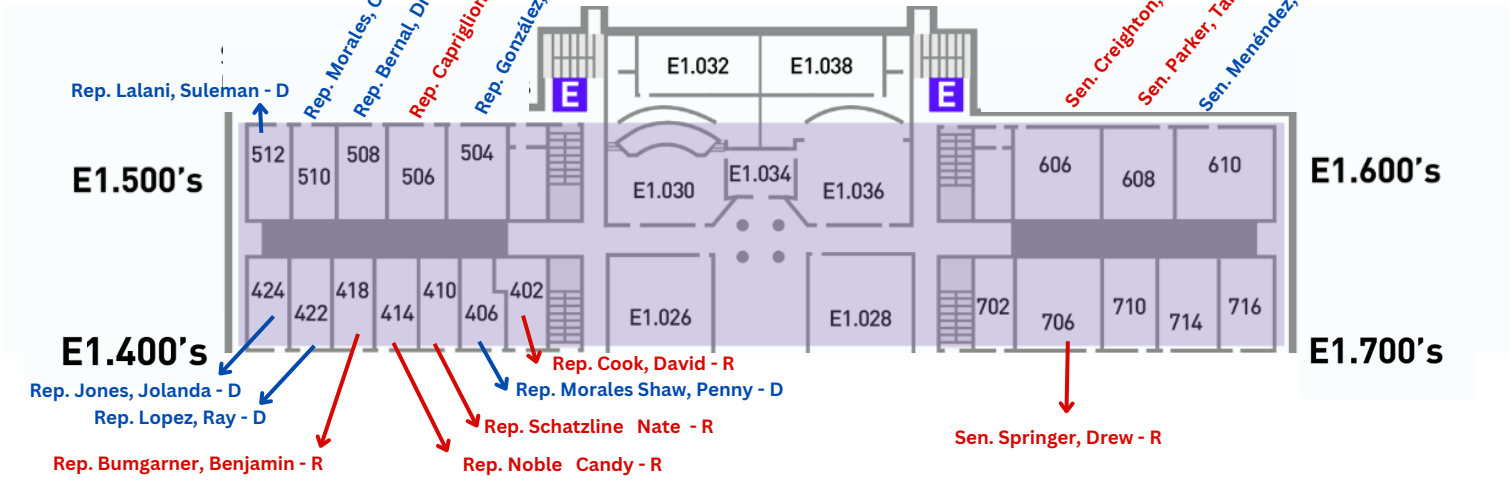 Rep. Lalani, Suleman - D
Rep. Morales,
Rep. Bernal,
Rep. Capriglion
Rep. González,
Sen. Creighton,
Sen. Parker,
Sen. Menéndez,
E1.032
E1.038
E
E
E1.500's
512
510
508
506
504
E1.030
E1.034
E1.036
606
608
610
E1.600's
E1.400's
424
422
418
414
410
406
402
E1.026
E1.028
702
706
710
714
716
E1.700's
Rep. Cook, David - R
Rep. Jones, Jolanda - D
Rep. Morales Shaw, Penny - D
Rep. Lopez, Ray - D
Rep. Schatzline Nate - R
Sen. Springer, Drew - R
Rep. Bumgarner, Benjamin - R
Rep. Noble Candy - R